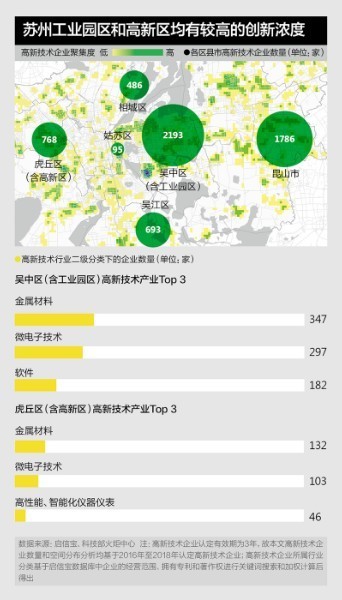 苏州工业园区和高新区均有较高的创新浓度
高新技术企业聚集度 低 高 ●各区县市高新技术企业数量(单位:家)
486
相城区
768
姑苏区
95
2193
1786
虎丘区
(含高新区)
吴中区
(含工业园区)
昆山市
吴江区
693
●高新技术行业二级分类下的企业数量(单位:家)
吴中区(含工业园区)高新技术产业Top 3
金属材料
347
微电子技术
297
软件
182
虎丘区(含高新区)高新技术产业Top 3
金属材料
132
微电子技术
103
高性能、智能化仪器仪表
46
数据来源:启信宝、科技部火炬中心 注:高新技术企业认定有效期为3年,故本文高新技术企
业数量和空间分布分析均基于2016年至2018年认定高新技术企业;高新技术企业所属行业
分类基于启信宝数据库中企业的经营范围、拥有专利和著作权进行关键词搜索和加权计算后
得出